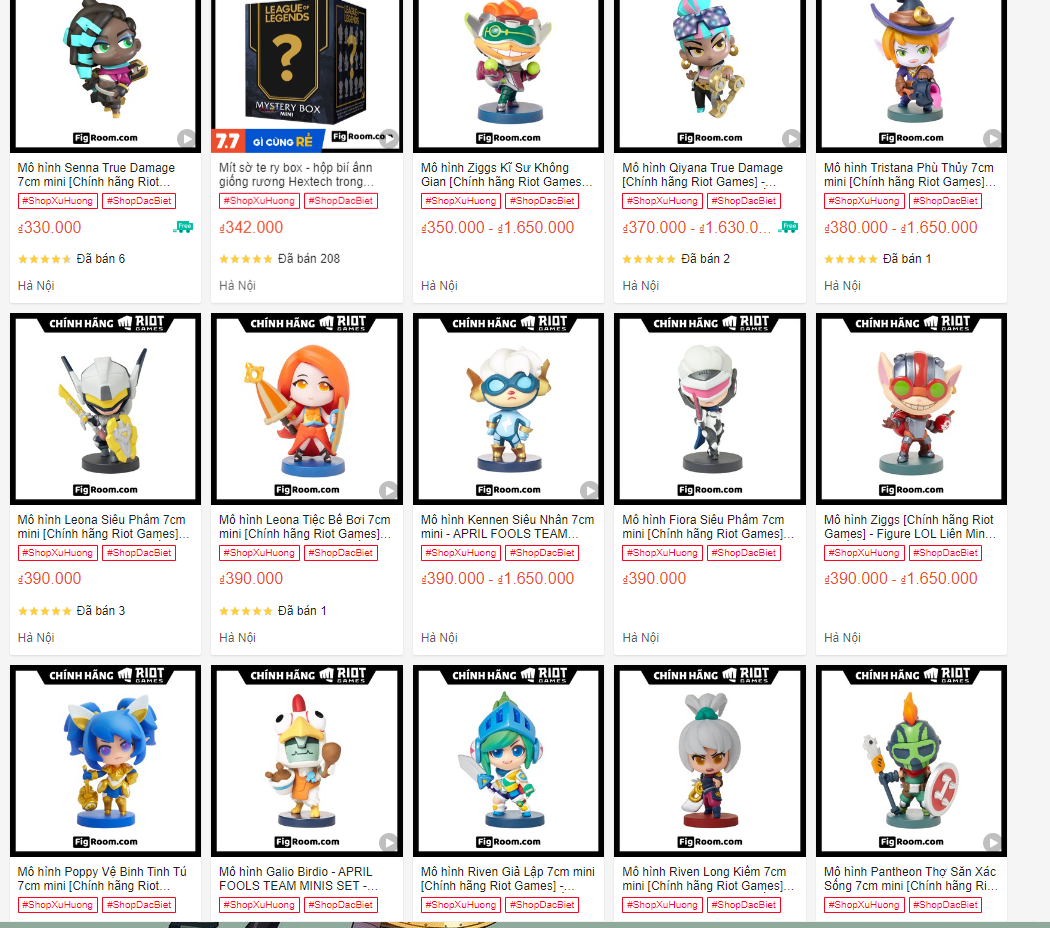 LEAGUE OF LEGENDS
LEGENDS
?
MYSTERY BOX
MINI
FigRoom.com
FigRoom.com
FigRoom.com
FigRoom.com
FigRoom.com
7.7 GÌ CŨNG RẺ
Mô hình Senna True Damage
7cm mini [Chính hãng Riot...
#ShopXuHuong #ShopDacBiet
₫330.000
Free
Đã bán 6
Hà Nội
Mít sờ te ry box - hộp bií ânn
giống rương Hextech trong...
#ShopXuHuong #ShopDacBiet
₫342.000
Đã bán 208
Hà Nội
Mô hình Ziggs Kĩ Sư Không
Gian [Chính hãng Riot Games...
#ShopXuHuong #ShopDacBiet
₫350.000 - ₫1.650.000
Hà Nội
Mô hình Qiyana True Damage
[Chính hãng Riot Games] -...
#ShopXuHuong #ShopDacBiet
₫370.000 - ₫1.630.0...
Free
Đã bán 2
Hà Nội
Mô hình Tristana Phù Thủy 7cm
mini [Chính hãng Riot Games]...
#ShopXuHuong #ShopDacBiet
₫380.000 - ₫1.650.000
Đã bán 1
Hà Nội
CHÍNH HÃNG RIOT GAMES
FigRoom.com
Mô hình Leona Siêu Phẩm 7cm
mini [Chính hãng Riot Games]...
#ShopXuHuong #ShopDacBiet
₫390.000
Đã bán 3
Hà Nội
CHÍNH HÃNG RIOT GAMES
FigRoom.com
Mô hình Leona Tiệc Bể Bơi 7cm
mini [Chính hãng Riot Games]...
#ShopXuHuong #ShopDacBiet
₫390.000
Đã bán 1
Hà Nội
CHÍNH HÃNG RIOT GAMES
FigRoom.com
Mô hình Kennen Siêu Nhân 7cm
mini - APRIL FOOLS TEAM...
#ShopXuHuong #ShopDacBiet
₫390.000 - ₫1.650.000
Hà Nội
CHÍNH HÃNG RIOT GAMES
FigRoom.com
Mô hình Fiora Siêu Phẩm 7cm
mini [Chính hãng Riot Games]...
#ShopXuHuong #ShopDacBiet
₫390.000
Hà Nội
CHÍNH HÃNG RIOT GAMES
FigRoom.com
Mô hình Ziggs [Chính hãng Riot
Games] - Figure LOL Liên Min...
#ShopXuHuong #ShopDacBiet
₫390.000 - ₫1.650.000
Hà Nội
CHÍNH HÃNG RIOT GAMES
FigRoom.com
Mô hình Poppy Vệ Binh Tinh Tú
7cm mini [Chính hãng Riot...
#ShopXuHuong #ShopDacBiet
CHÍNH HÃNG RIOT GAMES
FigRoom.com
Mô hình Galio Birdio - APRIL
FOOLS TEAM MINIS SET -...
#ShopXuHuong #ShopDacBiet
CHÍNH HÃNG RIOT GAMES
FigRoom.com
Mô hình Riven Giả Lập 7cm mini
[Chính hãng Riot Games] -...
#ShopXuHuong #ShopDacBiet
CHÍNH HÃNG RIOT GAMES
FigRoom.com
Mô hình Riven Long Kiếm 7cm
mini [Chính hãng Riot Games]...
#ShopXuHuong #ShopDacBiet
CHÍNH HÃNG RIOT GAMES
FigRoom.com
Mô hình Pantheon Thợ Săn Xác
Sống 7cm mini [Chính hãng Ri...
#ShopXuHuong #ShopDacBiet